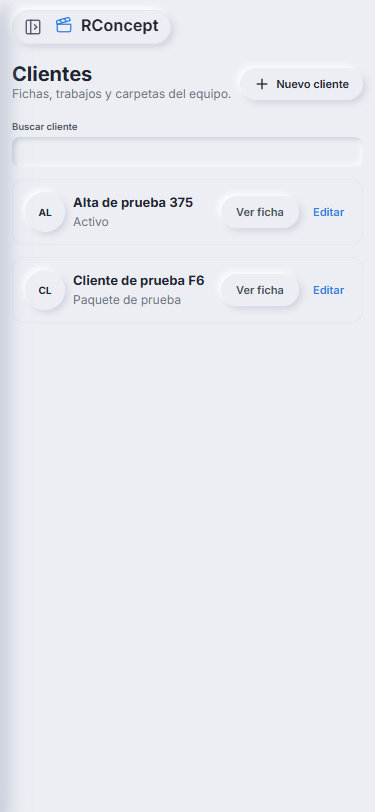 RConcept
Clientes
Fichas, trabajos y carpetas del equipo.
Nuevo cliente
Buscar cliente
AL
Alta de prueba 375
Activo
Ver ficha
Editar
CL
Cliente de prueba F6
Paquete de prueba
Ver ficha
Editar